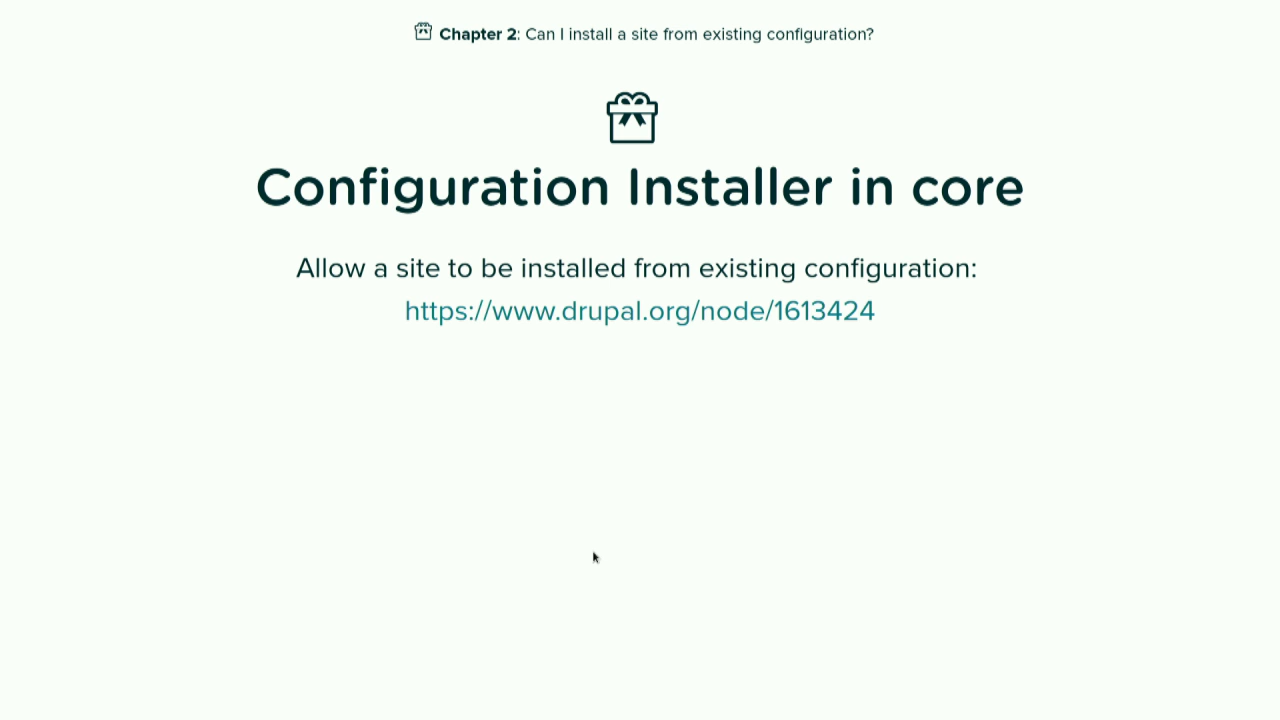 Chapter 2: Can I install a site from existing configuration?
Configuration Installer in core
Allow a site to be installed from existing configuration:
https://www.drupal.org/node/1613424